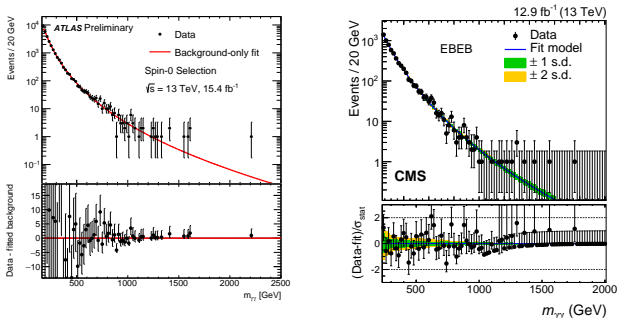 ATLAS Preliminary
Data
Background-only fit
Spin-0 Selection
√s = 13 TeV, 15.4 fb⁻¹
Events / 20 GeV
10⁴
10³
10²
10
1
10⁻¹
Data - fitted background
15
10
5
0
−5
−10
500 1000 1500 2000 2500
m_γγ [GeV]
12.9 fb⁻¹ (13 TeV)
EBEB
Data
Fit model
± 1 s.d.
± 2 s.d.
Events / 20 GeV
10³
10²
10
1
CMS
(Data-fit)/σ_stat
2
0
-2
500 1000 1500 2000
m_γγ (GeV)